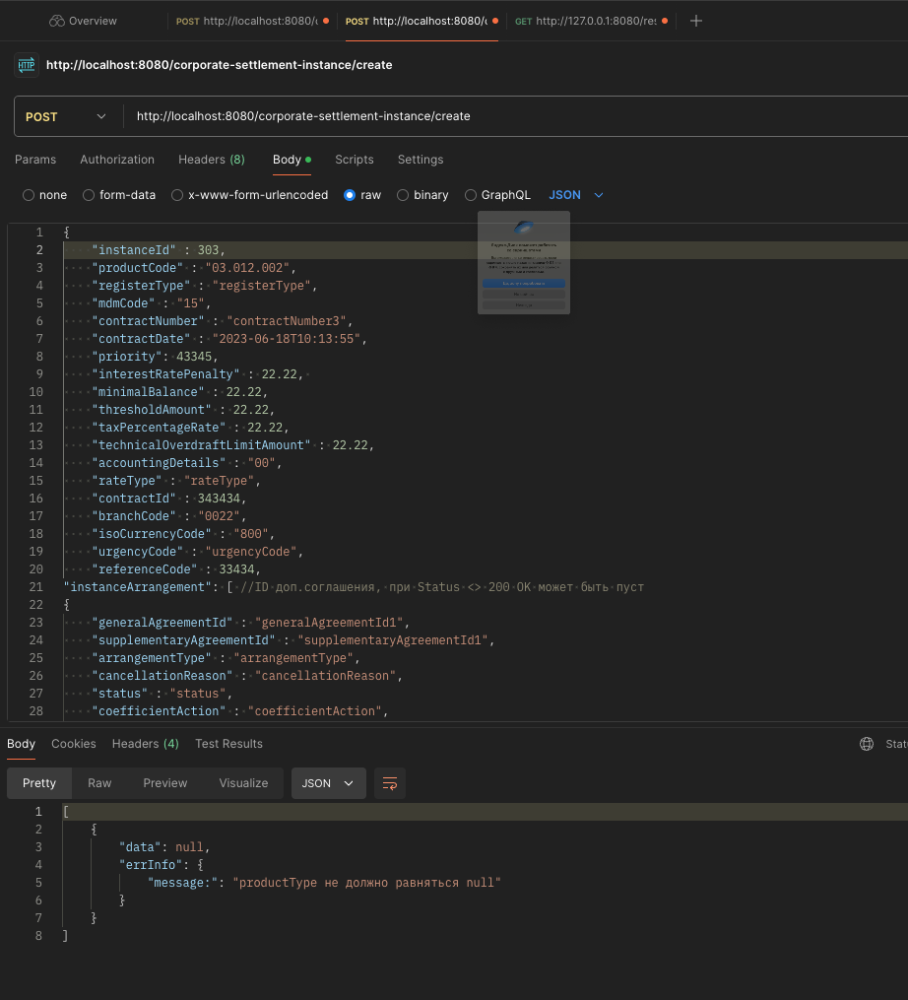 Overview
POST http://localhost:8080/c
POST http://localhost:8080/c
GET http://127.0.0.1:8080/res
HTTP http://localhost:8080/corporate-settlement-instance/create
POST http://localhost:8080/corporate-settlement-instance/create
Params Authorization Headers (8) Body Scripts Settings
none form-data x-www-form-urlencoded raw binary GraphQL JSON
1 {
2 "instanceId" : 303,
3 "productCode" : "03.012.002",
4 "registerType" : "registerType",
5 "mdmCode" : "15",
6 "contractNumber" : "contractNumber3",
7 "contractDate" : "2023-06-18T10:13:55",
8 "priority": 43345,
9 "interestRatePenalty" : 22.22,
10 "minimalBalance" : 22.22,
11 "thresholdAmount" : 22.22,
12 "taxPercentageRate" : 22.22,
13 "technicalOverdraftLimitAmount" : 22.22,
14 "accountingDetails" : "00",
15 "rateType" : "rateType",
16 "contractId" : 343434,
17 "branchCode" : "0022",
18 "isoCurrencyCode" : "800",
19 "urgencyCode" : "urgencyCode",
20 "referenceCode" : 33434,
21 "instanceArrangement": [ //ID доп.соглашения, при Status <> 200 OK может быть пуст
22 {
23 "generalAgreementId" : "generalAgreementId1",
24 "supplementaryAgreementId" : "supplementaryAgreementId1",
25 "arrangementType" : "arrangementType",
26 "cancellationReason" : "cancellationReason",
27 "status" : "status",
28 "coefficientAction" : "coefficientAction",
Body Cookies Headers (4) Test Results Stat
Pretty Raw Preview Visualize JSON
1 [
2 {
3 "data": null,
4 "errInfo": {
5 "message:": "productType не должно равняться null"
6 }
7 }
8 ]